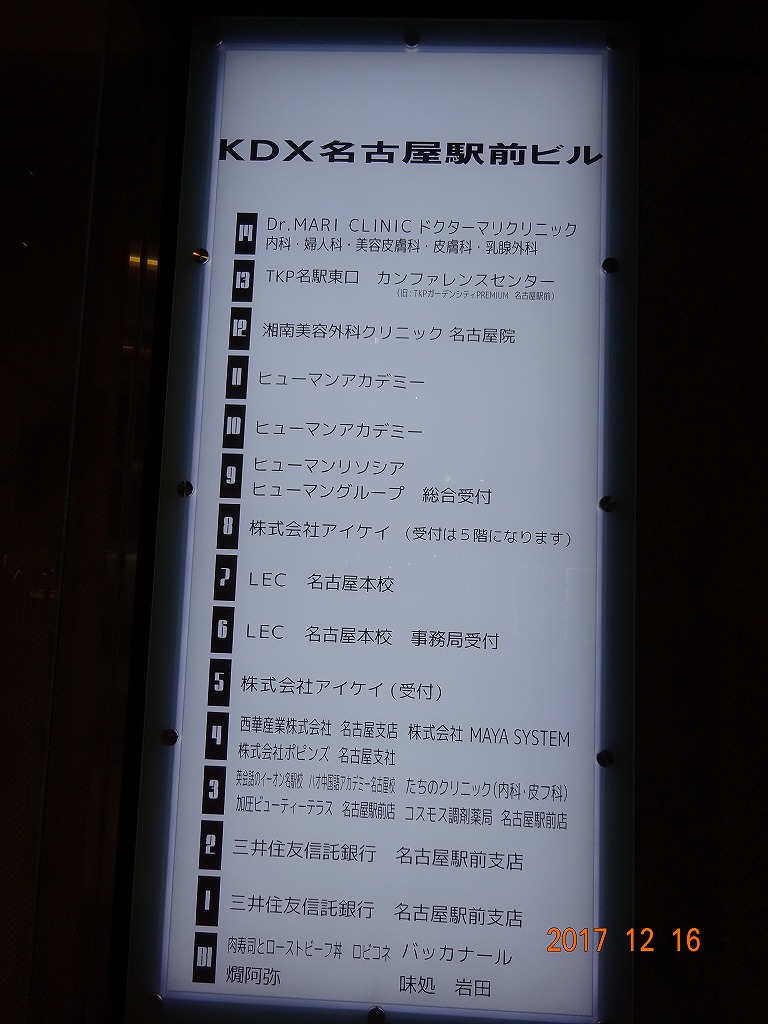 KDX名古屋駅前ビル
14 Dr.MARI CLINIC ドクターマリクリニック
内科・婦人科・美容皮膚科・皮膚科・乳腺外科
13 TKP名駅東口 カンファレンスセンター
(旧:TKPガーデンシティPREMIUM 名古屋駅前)
12 湘南美容外科クリニック 名古屋院
11 ヒューマンアカデミー
10 ヒューマンアカデミー
9 ヒューマンリソシア
ヒューマングループ 総合受付
8 株式会社アイケイ (受付は5階になります)
7 LEC 名古屋本校
6 LEC 名古屋本校 事務局受付
5 株式会社アイケイ(受付)
4 西華産業株式会社 名古屋支店 株式会社 MAYA SYSTEM
株式会社ポピンズ 名古屋支社
3 英会話のイーオン名駅校 ハオ中国語アカデミー名古屋校 たちのクリニック(内科・皮フ科)
加圧ビューティーテラス 名古屋駅前店 コスモス調剤薬局 名古屋駅前店
2 三井住友信託銀行 名古屋駅前支店
1 三井住友信託銀行 名古屋駅前支店
B1 肉寿司とローストビーフ丼 ロビコネ バッカナール
燗阿弥 味処 岩田
2017 12 16